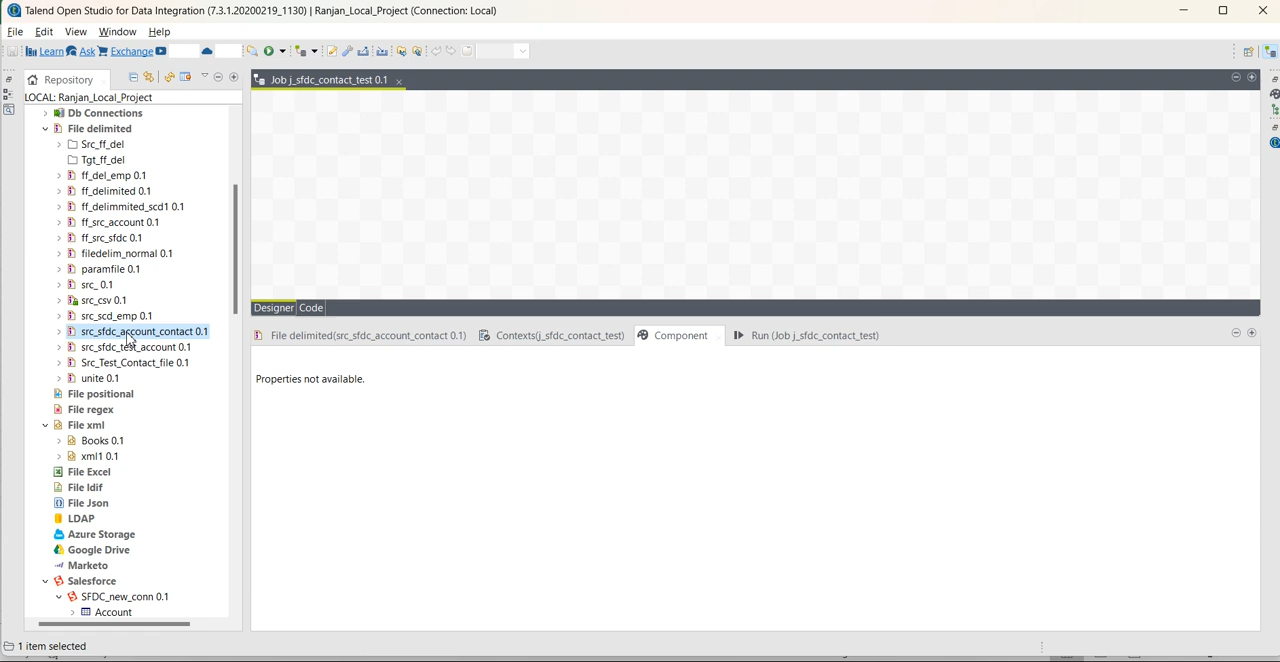 Talend Open Studio for Data Integration (7.3.1.20200219_1130) | Ranjan_Local_Project (Connection: Local)
File Edit View Window Help
Learn Ask Exchange
Repository
LOCAL: Ranjan_Local_Project
Job j_sfdc_contact_test 0.1
Db Connections
File delimited
Src_ff_del
Tgt_ff_del
ff_del_emp 0.1
ff_delimited 0.1
ff_delimmited_scd1 0.1
ff_src_account 0.1
ff_src_sfdc 0.1
filedelim_normal 0.1
paramfile 0.1
src_ 0.1
src_csv 0.1
src_scd_emp 0.1
src_sfdc_account_contact 0.1
src_sfdc_test_account 0.1
Src_Test_Contact_file 0.1
unite 0.1
File positional
File regex
File xml
Books 0.1
xml1 0.1
File Excel
File ldif
File Json
LDAP
Azure Storage
Google Drive
Marketo
Salesforce
SFDC_new_conn 0.1
Account
Designer Code
File delimited(src_sfdc_account_contact 0.1) Contexts(j_sfdc_contact_test) Component Run (Job j_sfdc_contact_test)
Properties not available.
1 item selected